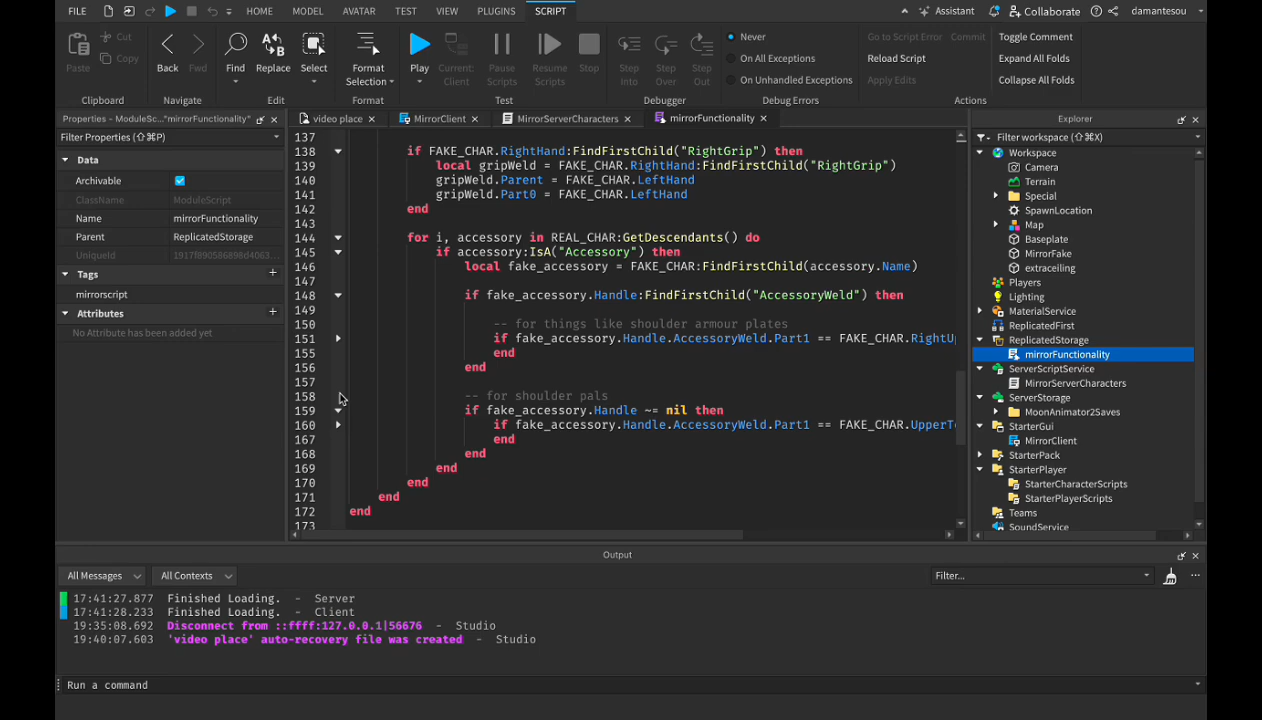 FILE HOME MODEL AVATAR TEST VIEW PLUGINS SCRIPT Assistant Collaborate damantesou
Paste Cut Copy Back Fwd Find Replace Select Format Selection Play Current: Client Pause Scripts Resume Scripts Stop Step Into Step Over Step Out Never On All Exceptions On Unhandled Exceptions Go to Script Error Commit Reload Script Apply Edits Toggle Comment Expand All Folds Collapse All Folds
Clipboard Navigate Edit Format Test Debugger Debug Errors Actions
Properties - ModuleSc..."mirrorFunctionality"
Filter Properties (⇧⌘P)
Data
Archivable
ClassName ModuleScript
Name mirrorFunctionality
Parent ReplicatedStorage
UniqueId 1917f890586898d4063...
Tags +
mirrorscript
Attributes +
No Attribute has been added yet
video place MirrorClient MirrorServerCharacters mirrorFunctionality
137
138 if FAKE_CHAR.RightHand:FindFirstChild("RightGrip") then
139 local gripWeld = FAKE_CHAR.RightHand:FindFirstChild("RightGrip")
140 gripWeld.Parent = FAKE_CHAR.LeftHand
141 gripWeld.Part0 = FAKE_CHAR.LeftHand
142 end
143
144 for i, accessory in REAL_CHAR:GetDescendants() do
145 if accessory:IsA("Accessory") then
146 local fake_accessory = FAKE_CHAR:FindFirstChild(accessory.Name)
147
148 if fake_accessory.Handle:FindFirstChild("AccessoryWeld") then
149
150 -- for things like shoulder armour plates
151 if fake_accessory.Handle.AccessoryWeld.Part1 == FAKE_CHAR.RightUp
155 end
156 end
157
158 -- for shoulder pals
159 if fake_accessory.Handle ~= nil then
160 if fake_accessory.Handle.AccessoryWeld.Part1 == FAKE_CHAR.UpperTo
167 end
168 end
169 end
170 end
171 end
172 end
173
Explorer
Filter workspace (⇧⌘X)
Workspace
Camera
Terrain
Special
SpawnLocation
Map
Baseplate
MirrorFake
extraceiling
Players
Lighting
MaterialService
ReplicatedFirst
ReplicatedStorage
mirrorFunctionality
ServerScriptService
MirrorServerCharacters
ServerStorage
MoonAnimator2Saves
StarterGui
MirrorClient
StarterPack
StarterPlayer
StarterCharacterScripts
StarterPlayerScripts
Teams
SoundService
Output
All Messages All Contexts Filter... ...
17:41:27.877 Finished Loading. - Server
17:41:28.233 Finished Loading. - Client
19:35:08.692 Disconnect from ::ffff:127.0.0.1|56676 - Studio
19:40:07.603 'video place' auto-recovery file was created - Studio
Run a command